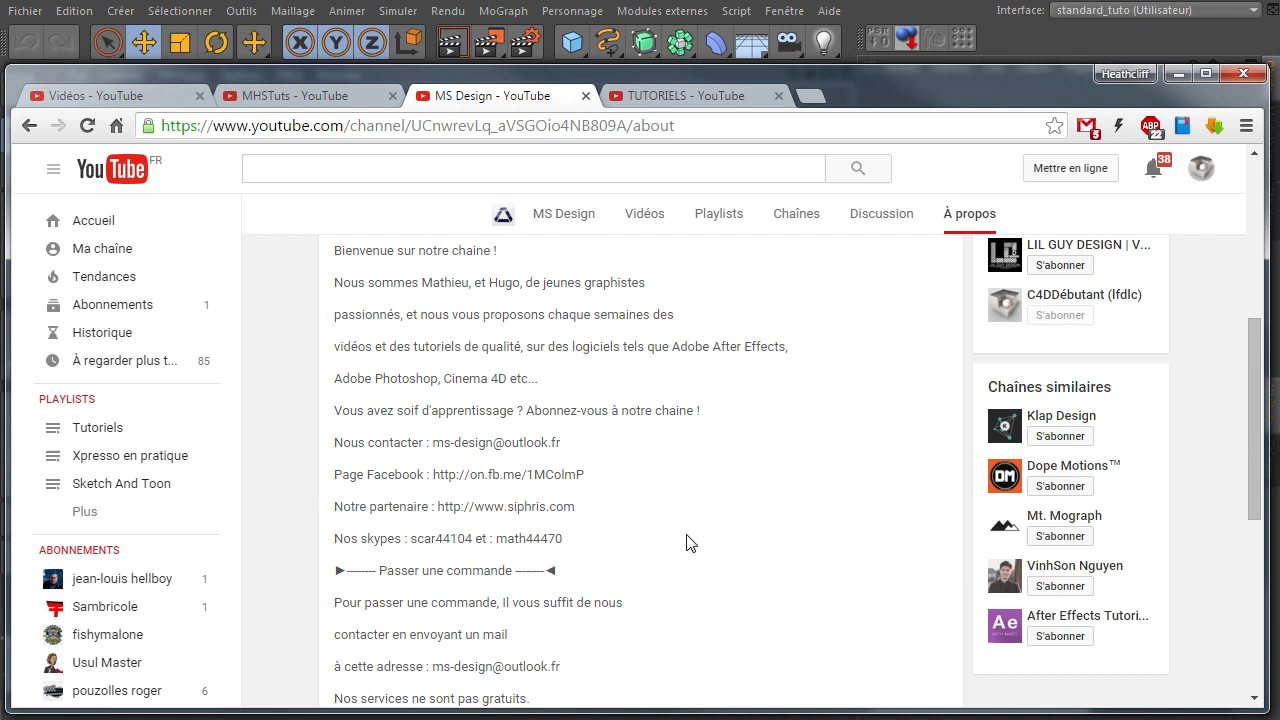 Fichier Edition Créer Sélectionner Outils Maillage Animer Simuler Rendu MoGraph Personnage Modules externes Script Fenêtre Aide Interface: standard_tuto (Utilisateur)
X Y Z PSR 0
Heathcliff
Vidéos - YouTube MHSTuts - YouTube MS Design - YouTube TUTORIELS - YouTube
https://www.youtube.com/channel/UCnwrevLq_aVSGOio4NB809A/about 5 ABP 22
YouTube FR Mettre en ligne 38
MS Design Vidéos Playlists Chaînes Discussion À propos
Accueil
Ma chaîne
Tendances
Abonnements 1
Historique
À regarder plus t... 85
PLAYLISTS
Tutoriels
Xpresso en pratique
Sketch And Toon
Plus
ABONNEMENTS
jean-louis hellboy 1
Sambricole 1
fishymalone
Usul Master
pouzolles roger 6
Bienvenue sur notre chaine !
Nous sommes Mathieu, et Hugo, de jeunes graphistes
passionnés, et nous vous proposons chaque semaines des
vidéos et des tutoriels de qualité, sur des logiciels tels que Adobe After Effects,
Adobe Photoshop, Cinema 4D etc...
Vous avez soif d'apprentissage ? Abonnez-vous à notre chaine !
Nous contacter : ms-design@outlook.fr
Page Facebook : http://on.fb.me/1MColmP
Notre partenaire : http://www.siphris.com
Nos skypes : scar44104 et : math44470
►-------- Passer une commande --------◄
Pour passer une commande, Il vous suffit de nous
contacter en envoyant un mail
à cette adresse : ms-design@outlook.fr
Nos services ne sont pas gratuits.
LIL GUY DESIGN | V...
S'abonner
C4DDébutant (lfdlc)
S'abonner
Chaînes similaires
Klap Design
S'abonner
Dope Motions™
DM
S'abonner
Mt. Mograph
S'abonner
VinhSon Nguyen
S'abonner
After Effects Tutori...
Ae
S'abonner